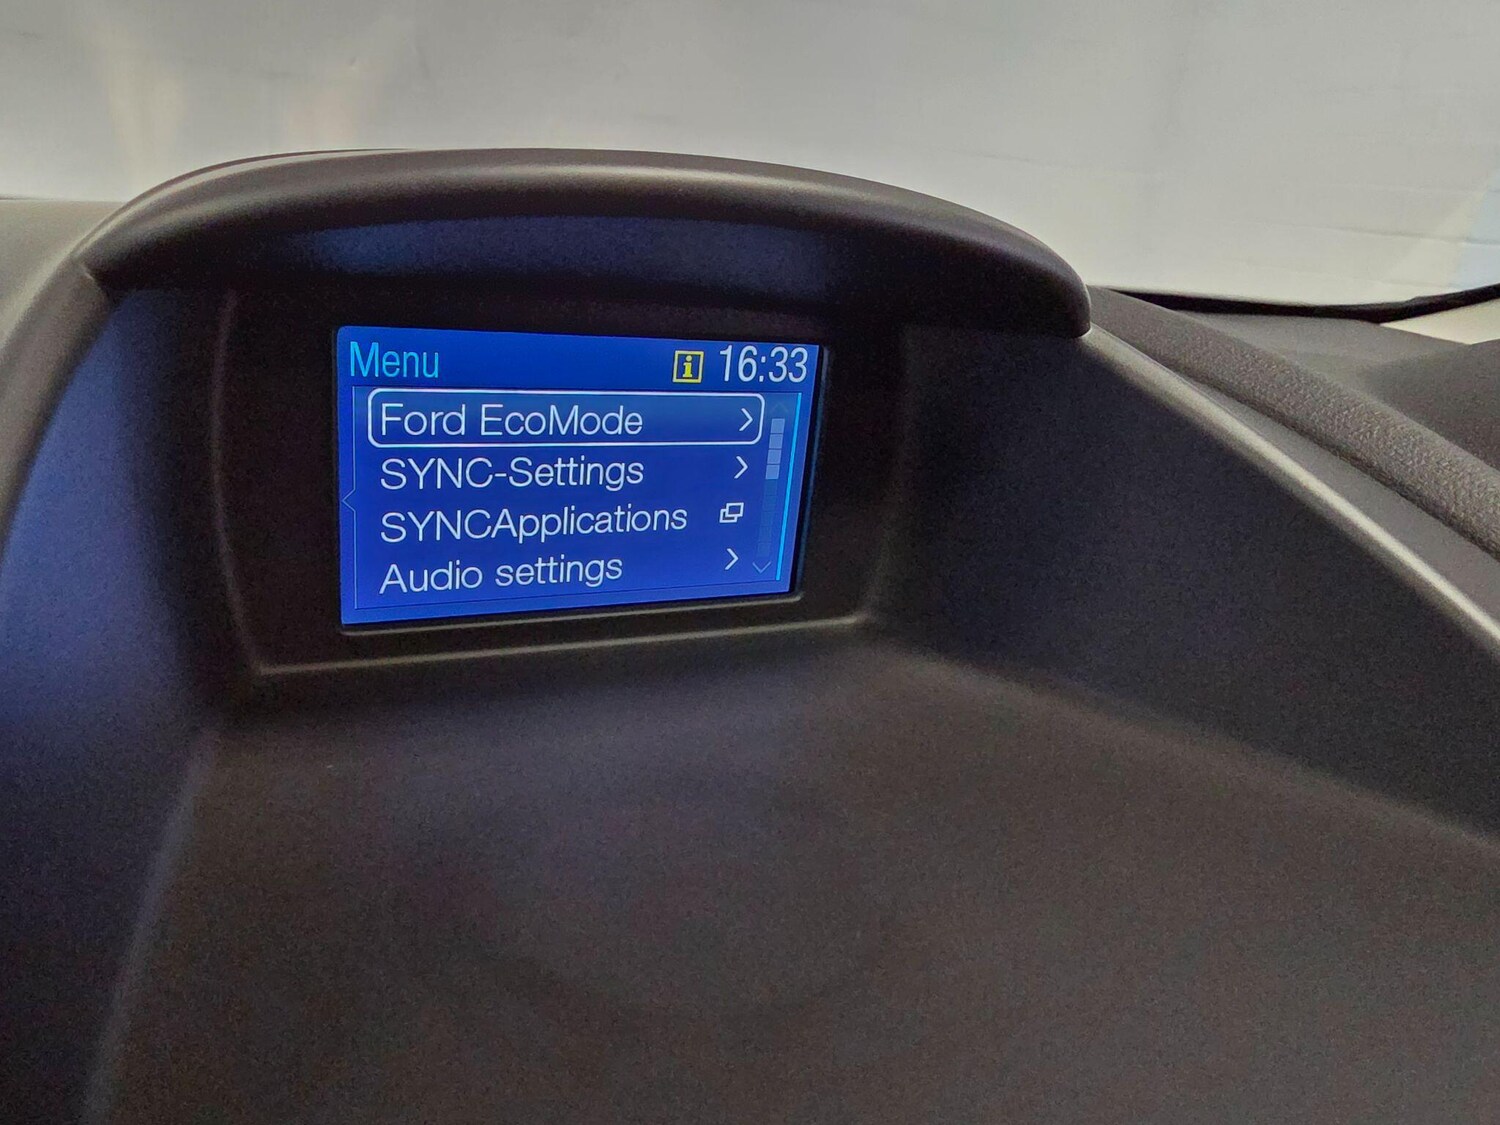 Menu i 16:33
Ford EcoMode
SYNC-Settings
SYNCApplications
Audio settings